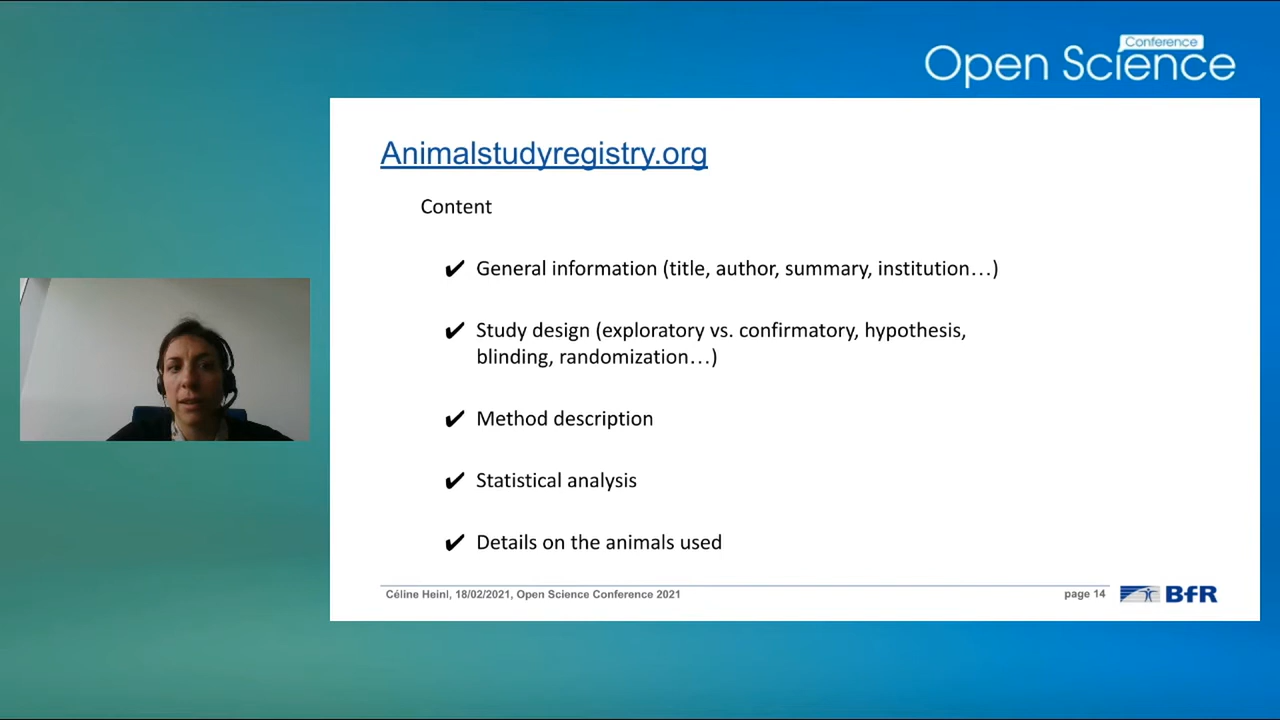 Conference
Open Science
Animalstudyregistry.org
Content
✔ General information (title, author, summary, institution…)
✔ Study design (exploratory vs. confirmatory, hypothesis,
blinding, randomization…)
✔ Method description
✔ Statistical analysis
✔ Details on the animals used
Céline Heinl, 18/02/2021, Open Science Conference 2021
page 14
BfR